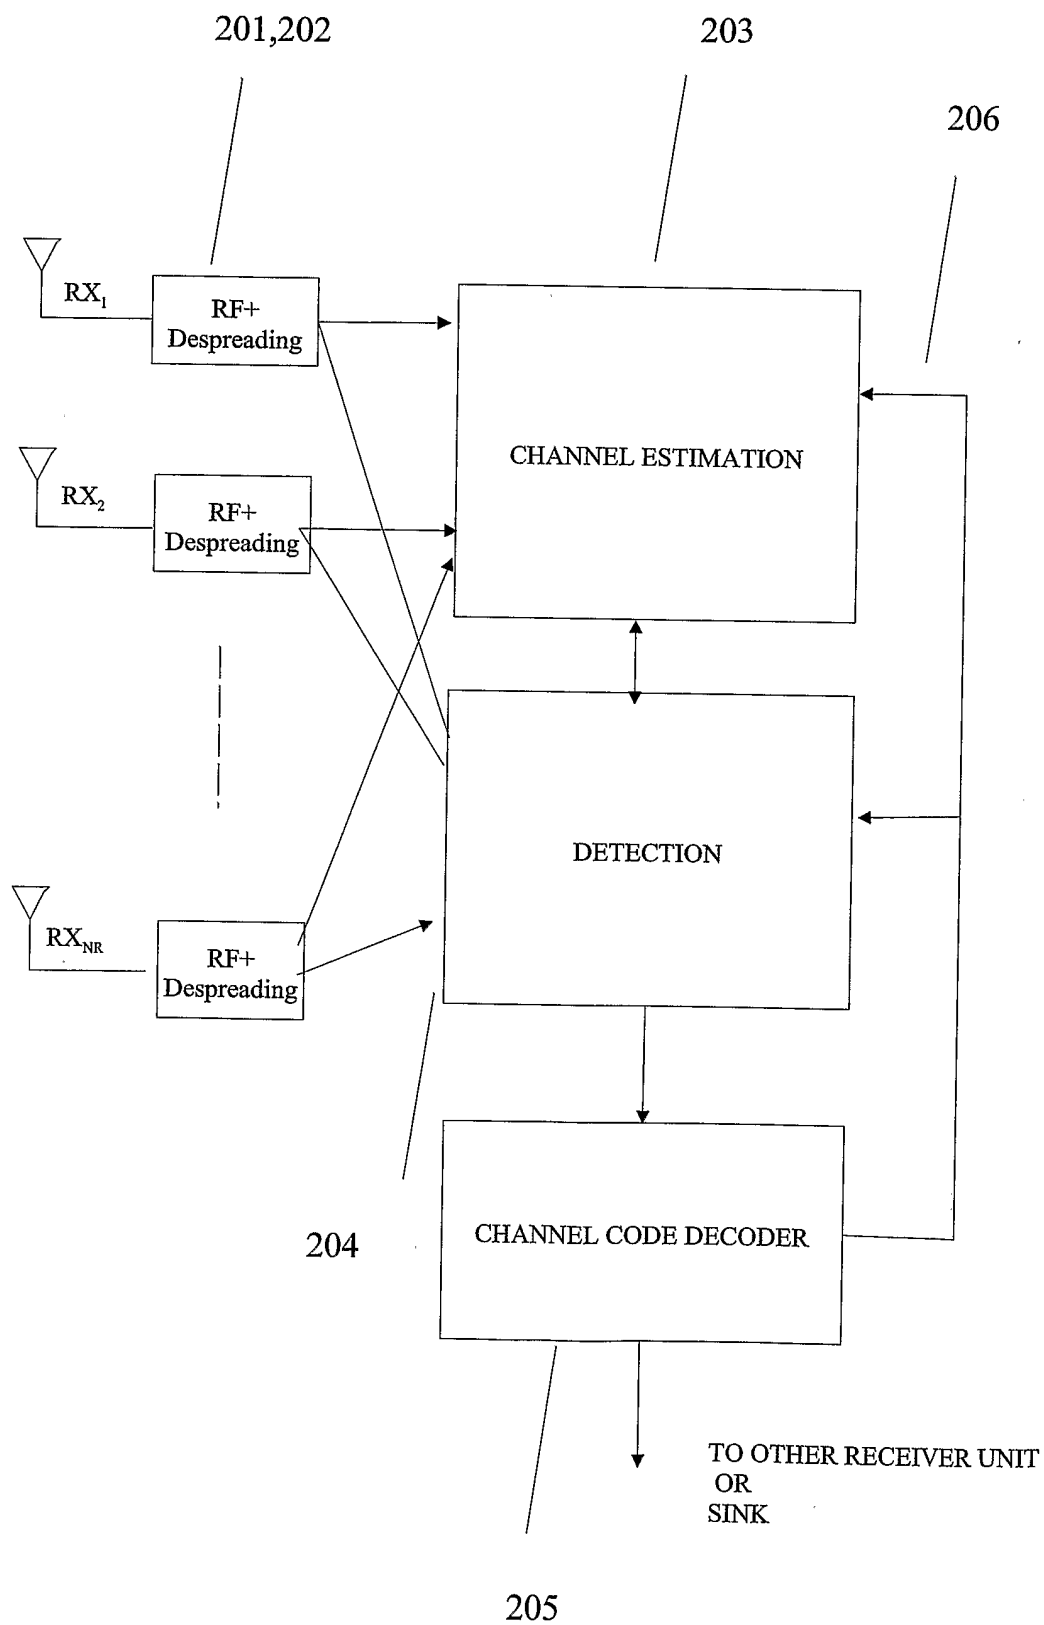 201,202
203
206
RX1
RF+
Despreading
CHANNEL ESTIMATION
RX2
RF+
Despreading
DETECTION
RXNR
RF+
Despreading
204
CHANNEL CODE DECODER
TO OTHER RECEIVER UNIT
OR
SINK
205